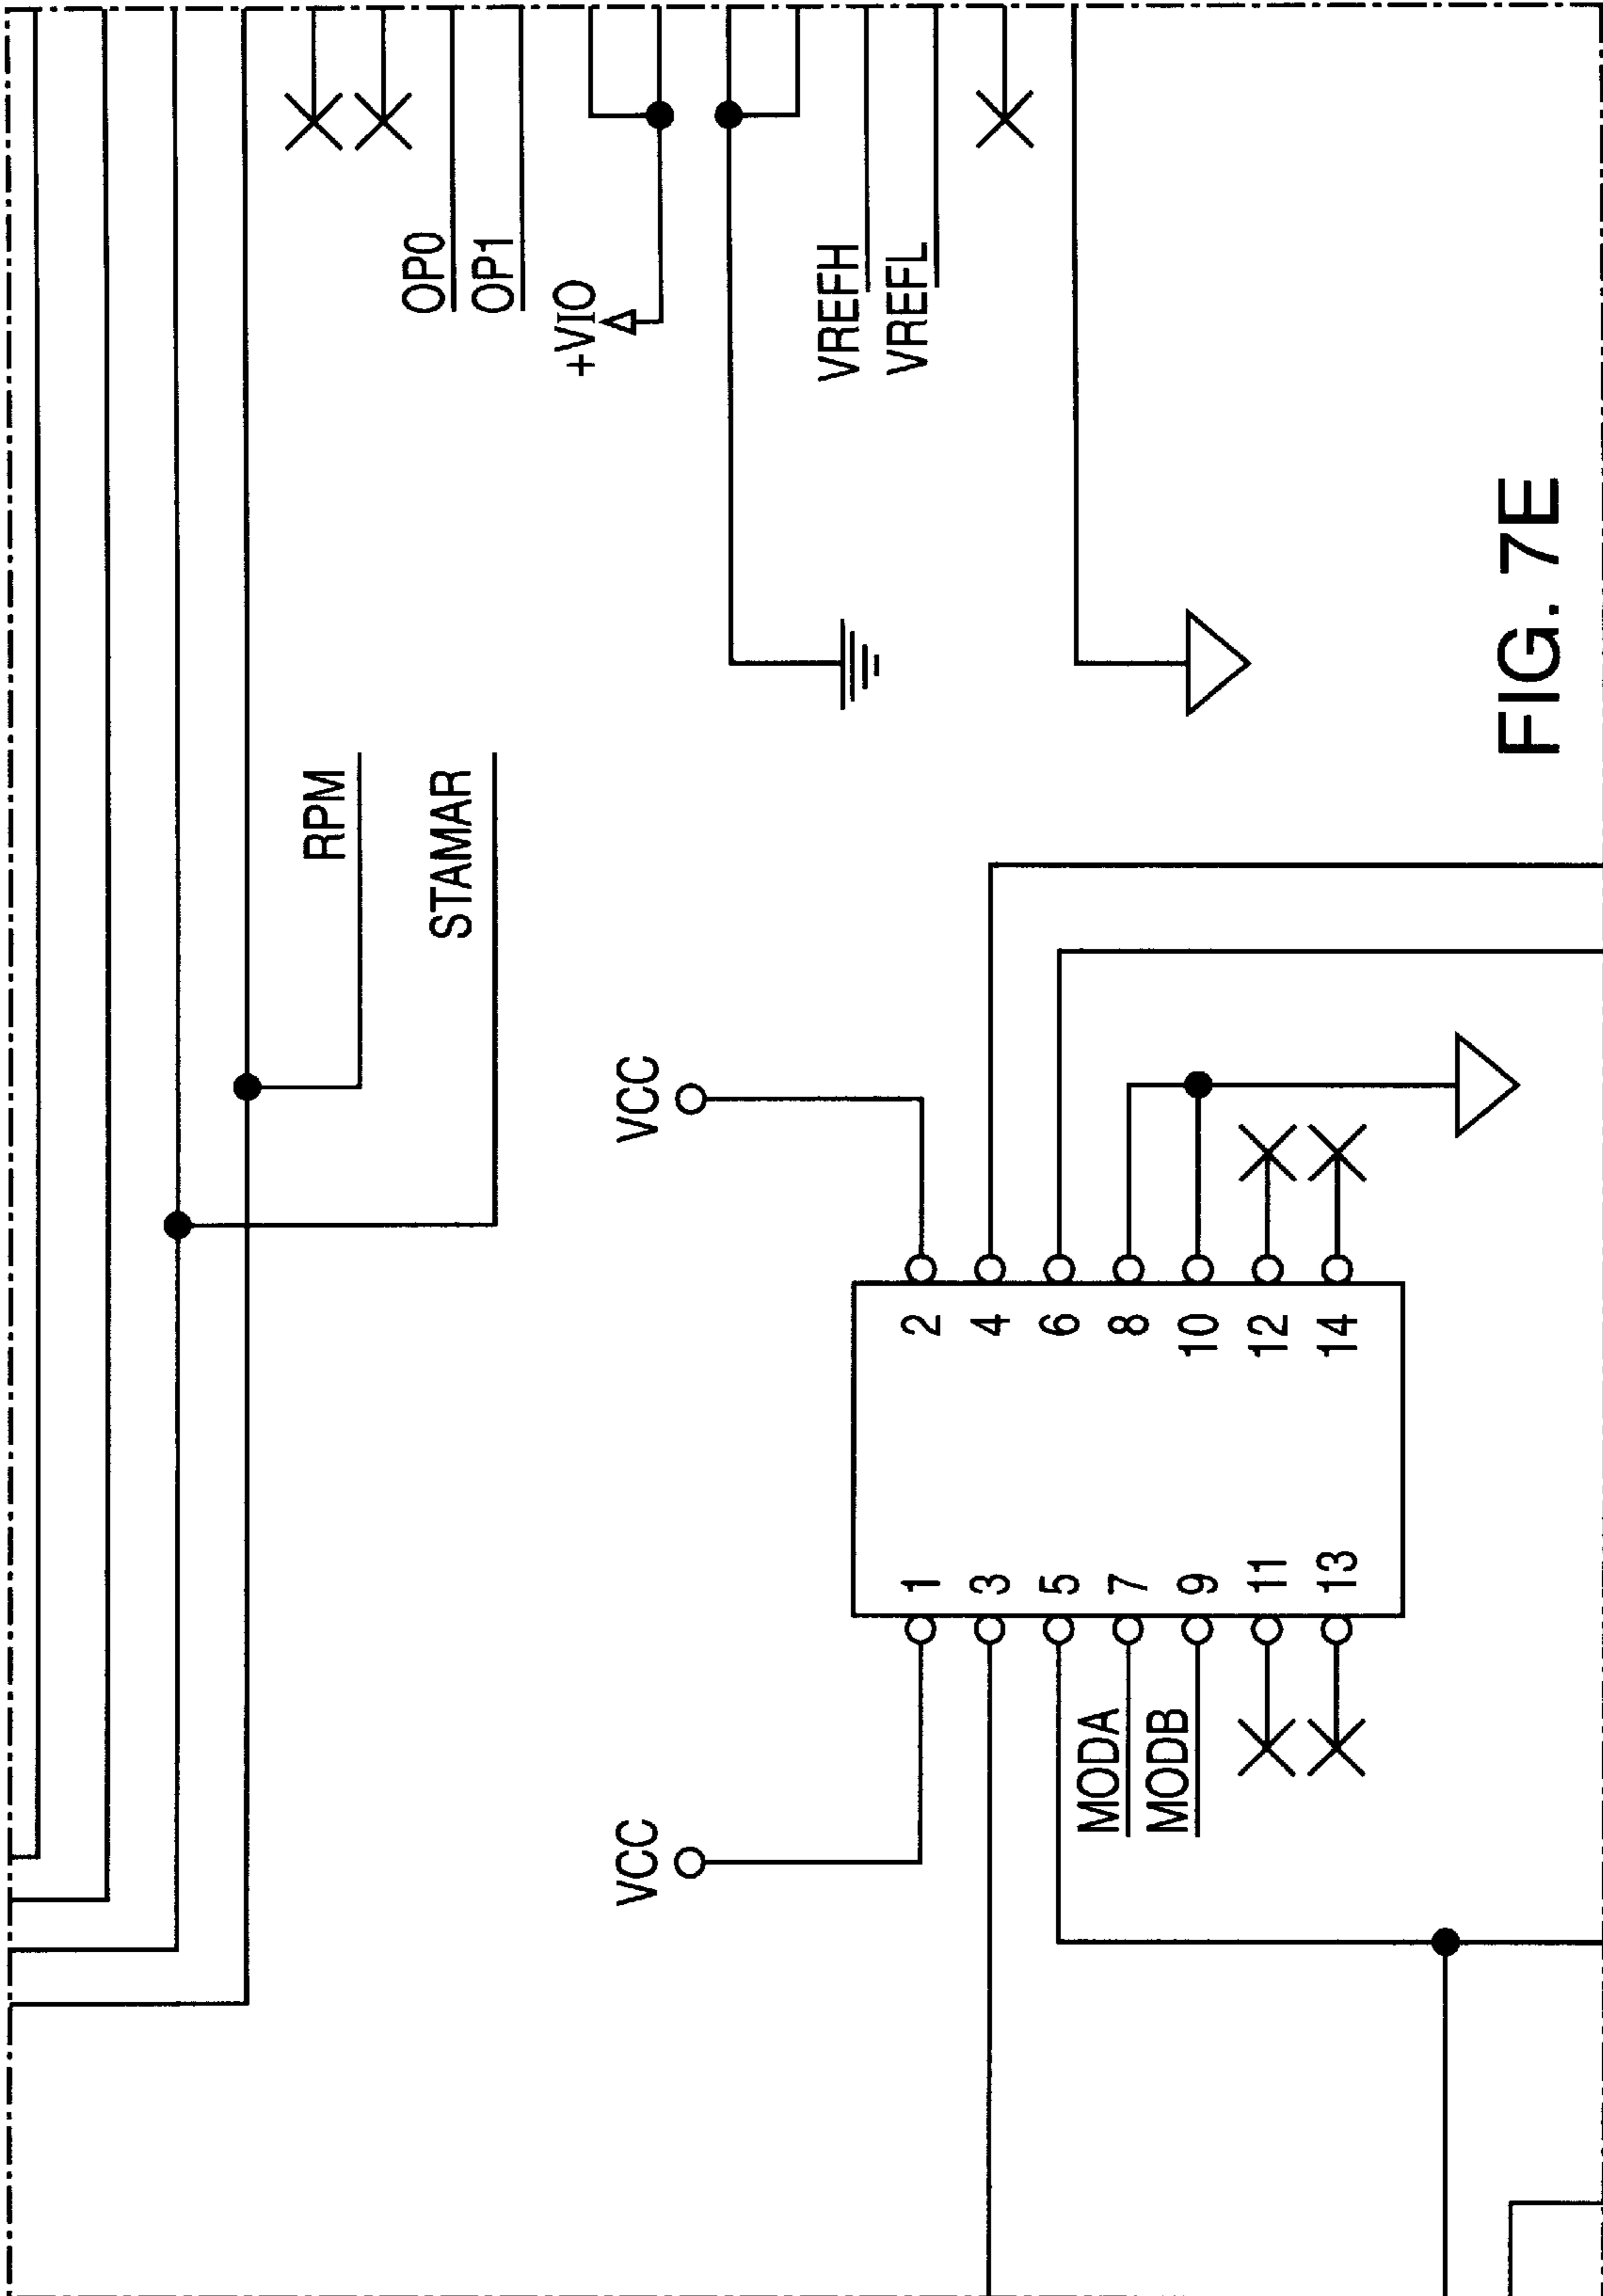 OP0
OP1
+VIO
VREFH
VREFL
RPM
STAMAR
VCC
VCC
1 2
3 4
5 6
MODA 7 8
MODB 9 10
11 12
13 14
FIG. 7E